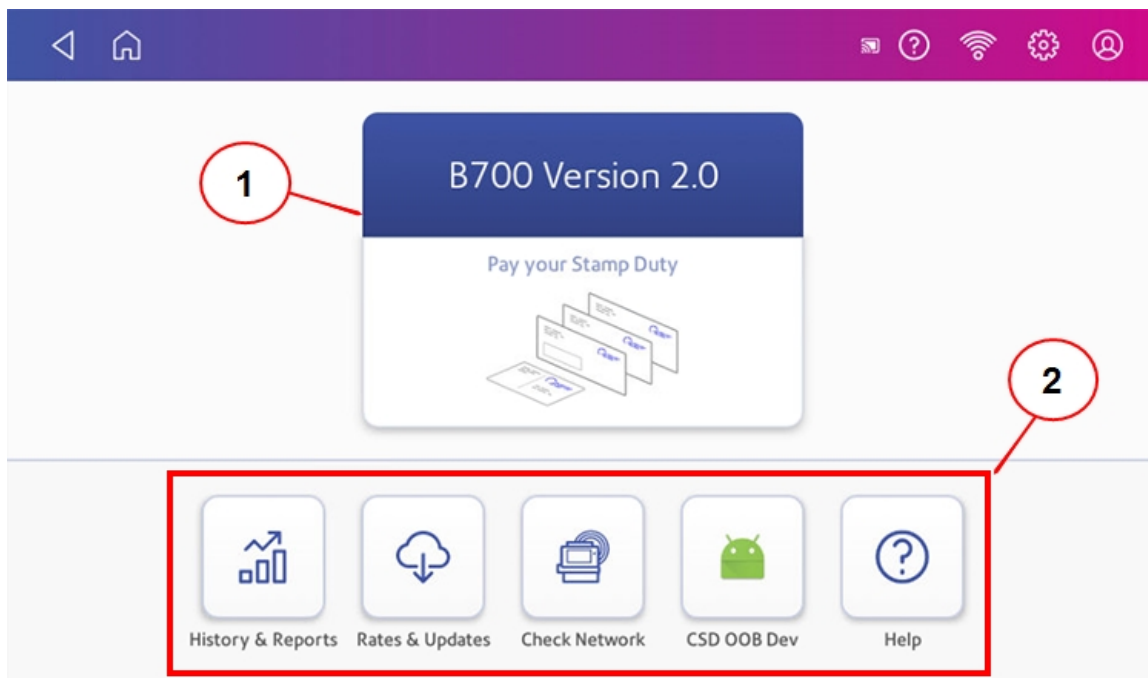 1
B700 Version 2.0
Pay your Stamp Duty
2
History & Reports
Rates & Updates
Check Network
CSD OOB Dev
Help